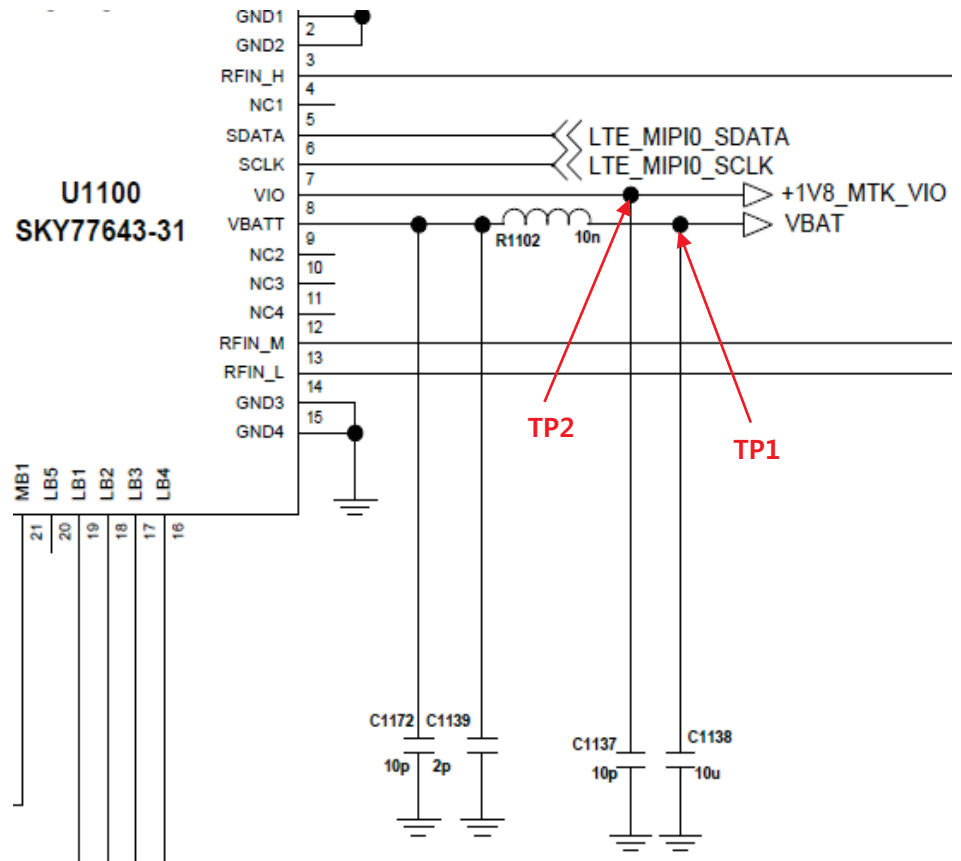 GND1
2
GND2
3
RFIN_H
4
NC1
5
SDATA
LTE_MIPI0_SDATA
6
SCLK
LTE_MIPI0_SCLK
7
VIO
+1V8_MTK_VIO
8
VBATT
VBAT
R1102
10n
U1100
SKY77643-31
9
NC2
10
NC3
11
NC4
12
RFIN_M
13
RFIN_L
14
GND3
15
GND4
TP2
TP1
MB1
LB5
LB1
LB2
LB3
LB4
21
20
19
18
17
16
C1172
C1139
10p
2p
C1137
10p
C1138
10u